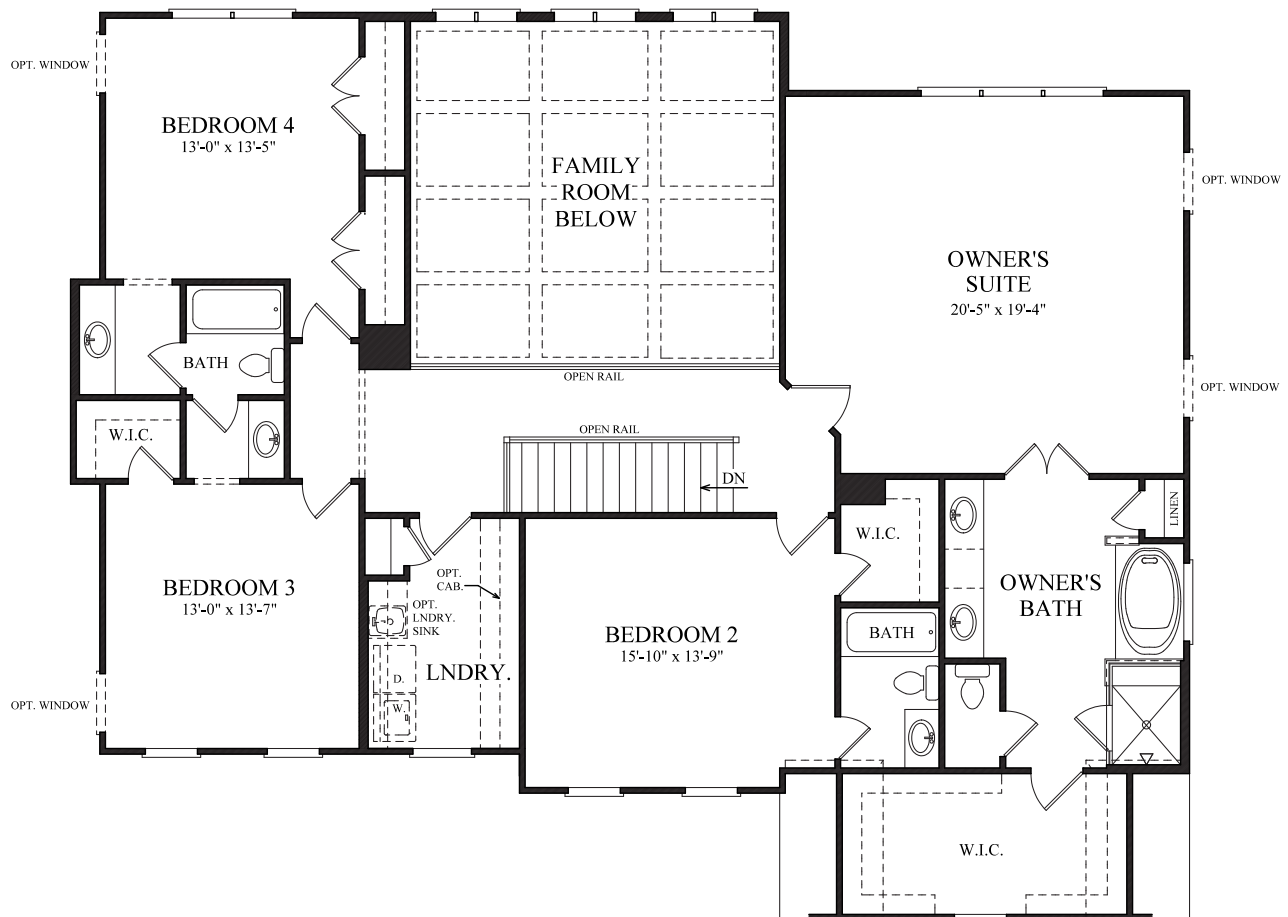 OPT. WINDOW
BEDROOM 4
13'-0" x 13'-5"
FAMILY
ROOM
BELOW
OPT. WINDOW
OWNER'S
SUITE
20'-5" x 19'-4"
BATH
OPEN RAIL
OPT. WINDOW
W.I.C.
OPEN RAIL
DN
LINEN
W.I.C.
BEDROOM 3
13'-0" x 13'-7"
OPT.
CAB.
OPT.
LNDRY.
SINK
OWNER'S
BATH
BEDROOM 2
15'-10" x 13'-9"
BATH
LNDRY.
D.
W.
OPT. WINDOW
W.I.C.